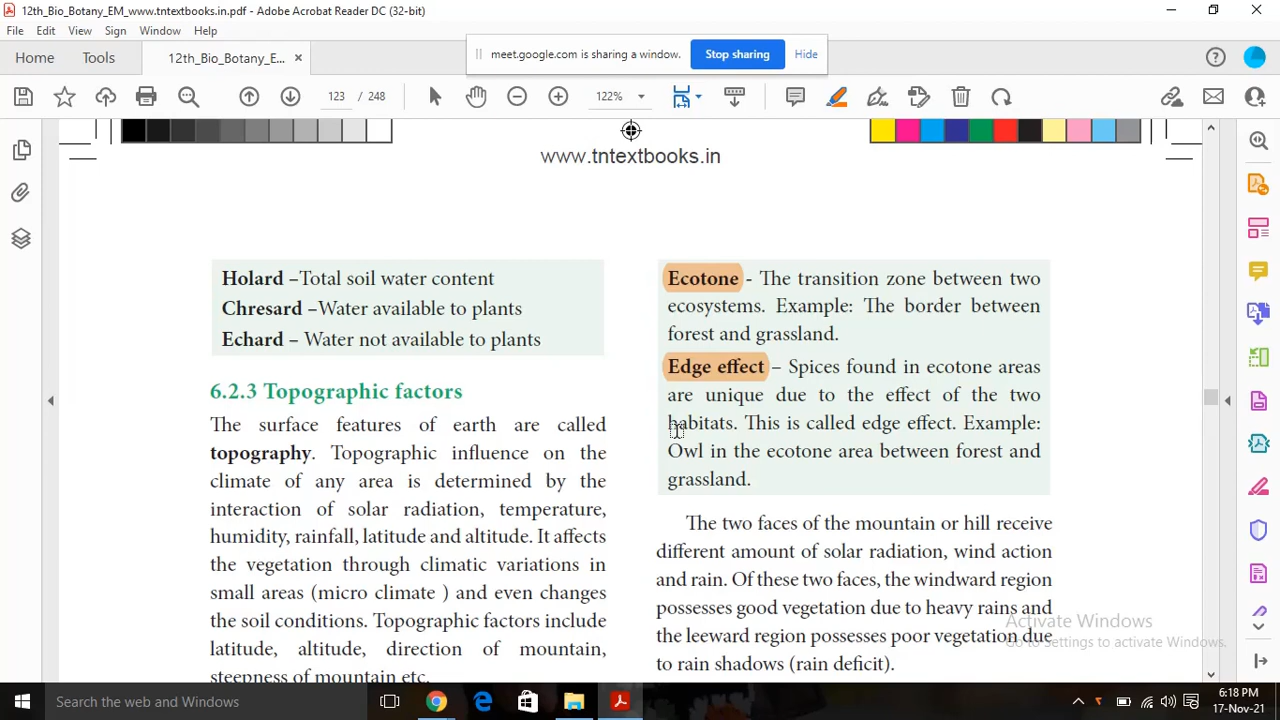 12th_Bio_Botany_EM_www.tntextbooks.in.pdf - Adobe Acrobat Reader DC (32-bit)
File Edit View Sign Window Help
Home Tools 12th_Bio_Botany_E... ×
meet.google.com is sharing a window. Stop sharing Hide
123 / 248 122%
www.tntextbooks.in
Holard –Total soil water content
Chresard –Water available to plants
Echard – Water not available to plants
6.2.3 Topographic factors
The surface features of earth are called
topography. Topographic influence on the
climate of any area is determined by the
interaction of solar radiation, temperature,
humidity, rainfall, latitude and altitude. It affects
the vegetation through climatic variations in
small areas (micro climate ) and even changes
the soil conditions. Topographic factors include
latitude, altitude, direction of mountain,
steepness of mountain etc.
Ecotone - The transition zone between two
ecosystems. Example: The border between
forest and grassland.
Edge effect – Spices found in ecotone areas
are unique due to the effect of the two
habitats. This is called edge effect. Example:
Owl in the ecotone area between forest and
grassland.
The two faces of the mountain or hill receive
different amount of solar radiation, wind action
and rain. Of these two faces, the windward region
possesses good vegetation due to heavy rains and
the leeward region possesses poor vegetation due
to rain shadows (rain deficit).
Activate Windows
Go to Settings to activate Windows.
Search the web and Windows
6:18 PM
17-Nov-21